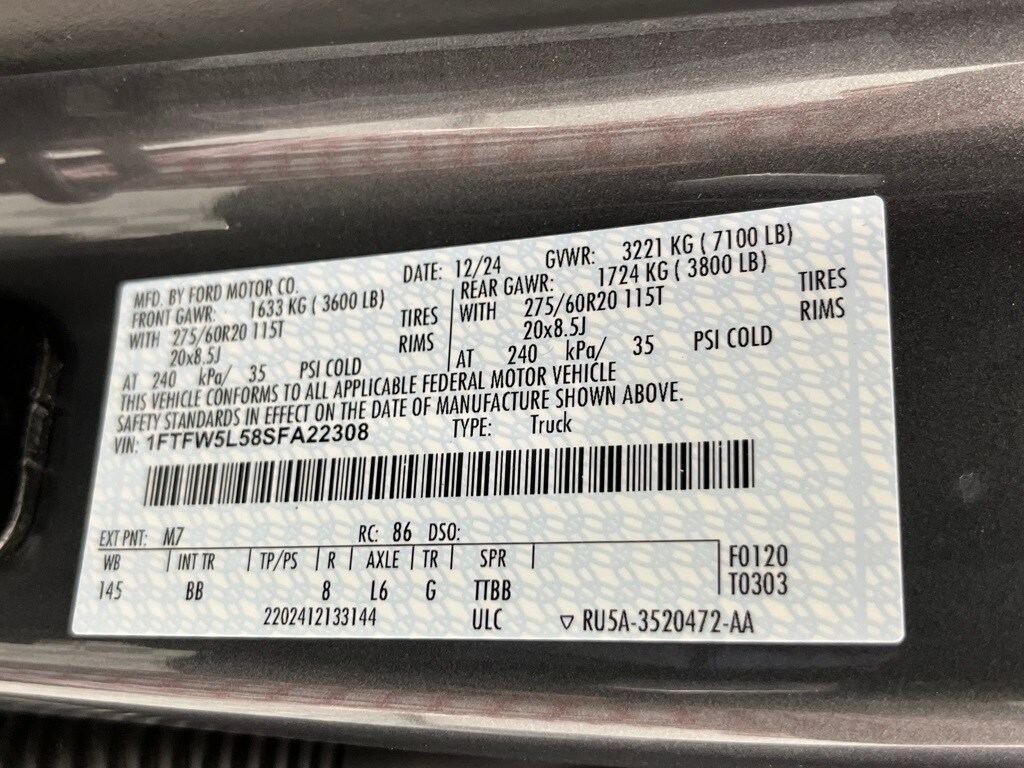 MFD. BY FORD MOTOR CO. DATE: 12/24 GVWR: 3221 KG ( 7100 LB)
FRONT GAWR: 1633 KG ( 3600 LB) REAR GAWR: 1724 KG ( 3800 LB)
WITH 275/60R20 115T TIRES WITH 275/60R20 115T TIRES
20x8.5J RIMS 20x8.5J RIMS
AT 240 kPa/ 35 PSI COLD AT 240 kPa/ 35 PSI COLD
THIS VEHICLE CONFORMS TO ALL APPLICABLE FEDERAL MOTOR VEHICLE
SAFETY STANDARDS IN EFFECT ON THE DATE OF MANUFACTURE SHOWN ABOVE.
VIN: 1FTFW5L58SFA22308 TYPE: Truck
EXT PNT: M7 RC: 86 DSO:
WB INT TR TP/PS R AXLE TR SPR F0120
145 BB 8 L6 G TTBB T0303
2202412133144 ULC ▽ RU5A-3520472-AA